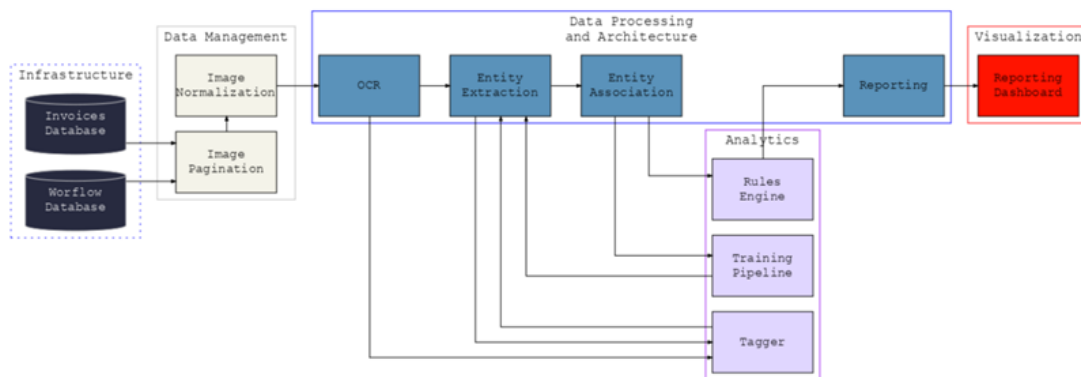 Data Processing
and Architecture
Data Management
Visualization
Infrastructure
Image
Normalization
OCR
Entity
Extraction
Entity
Association
Reporting
Reporting
Dashboard
Invoices
Database
Image
Pagination
Analytics
Worflow
Database
Rules
Engine
Training
Pipeline
Tagger